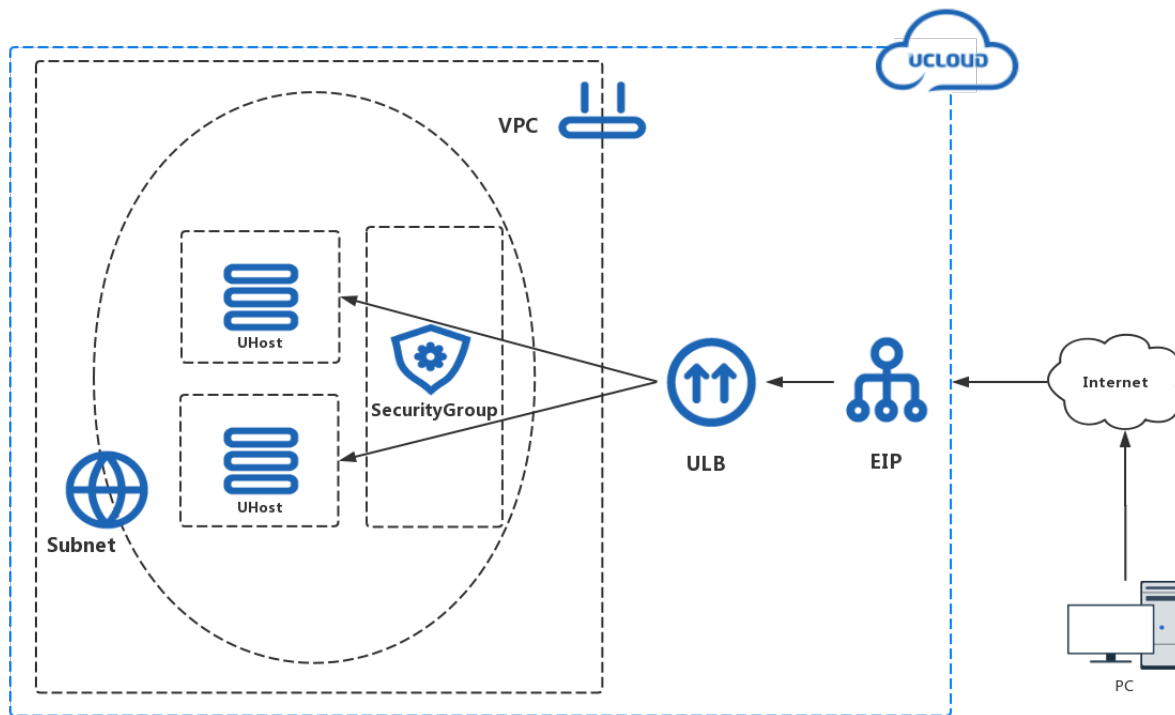 UCLOUD
VPC
UHost
SecurityGroup
Internet
ULB
EIP
UHost
Subnet
PC